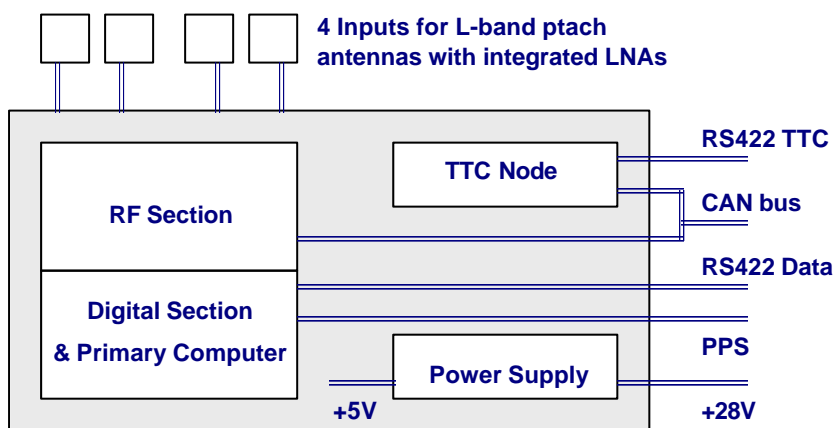 4 Inputs for L-band ptach
antennas with integrated LNAs
RS422 TTC
TTC Node
CAN bus
RF Section
RS422 Data
Digital Section
& Primary Computer
PPS
Power Supply
+5V
+28V